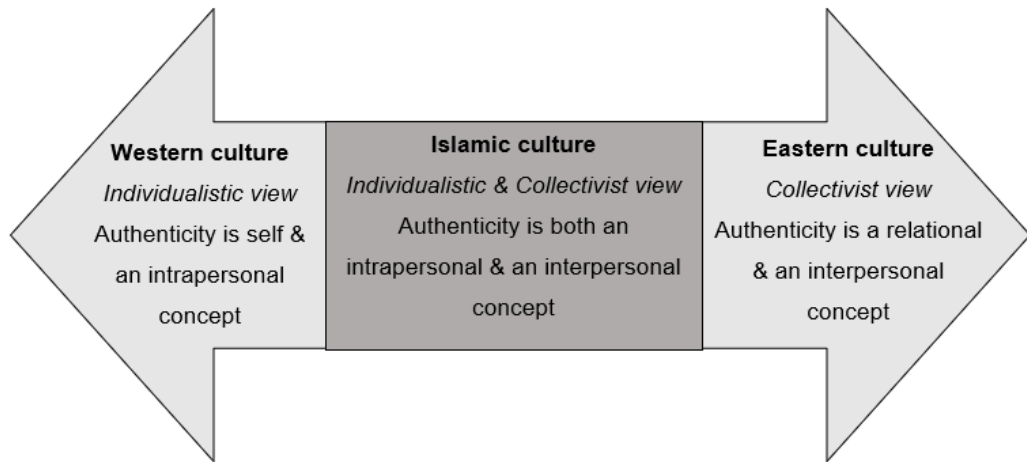 Western culture
Individualistic view
Authenticity is self &
an intrapersonal
concept
Islamic culture
Individualistic & Collectivist view
Authenticity is both an
intrapersonal & an interpersonal
concept
Eastern culture
Collectivist view
Authenticity is a relational
& an interpersonal
concept